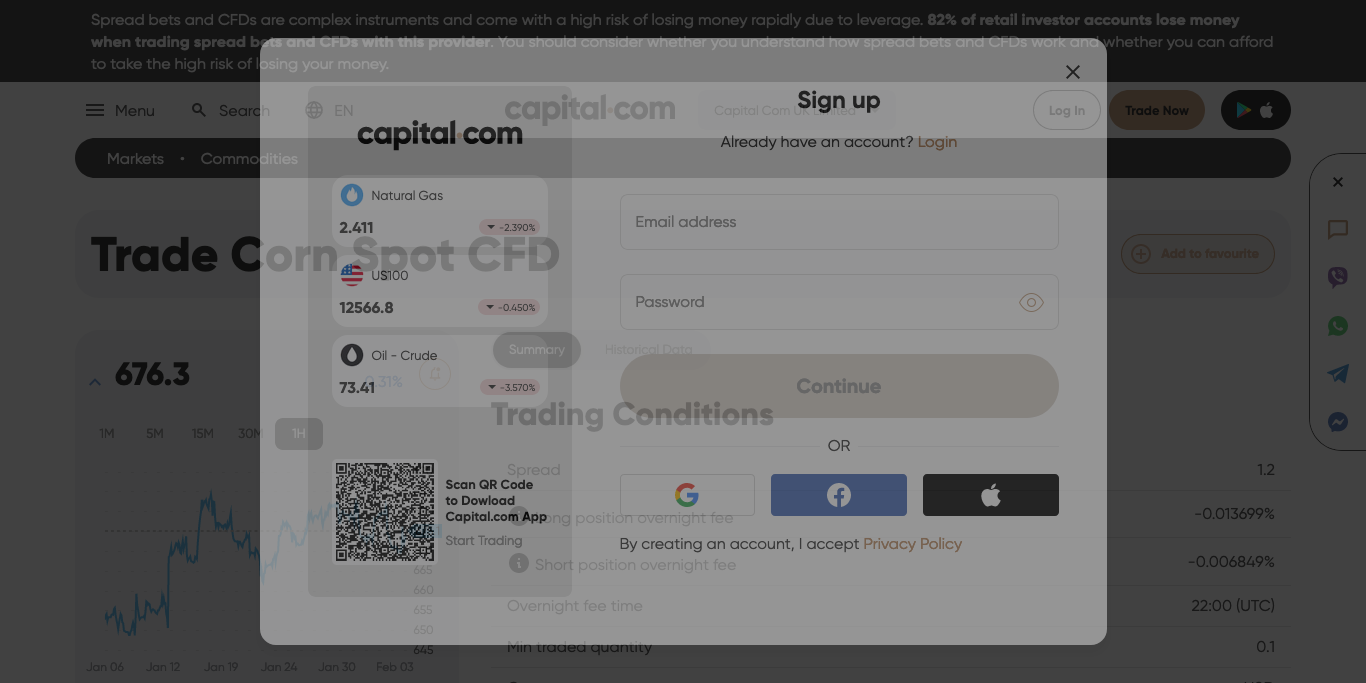 Spread bets and CFDs are complex instruments and come with a high risk of losing money rapidly due to leverage. 82% of retail investor accounts lose money
when trading spread bets and CFDs with this provider. You should consider whether you understand how spread bets and CFDs work and whether you can afford
to take the high risk of losing your money.
Menu
Search
EN
capital.com
Capital Com UK Limited
Log In
Trade Now
Markets • Commodities
Trade Corn Spot CFD
Add to favourite
676.3
0.31%
Summary
Historical Data
Trading Conditions
1M 5M 15M 30M 1H
Spread
1.2
Long position overnight fee
-0.013699%
Short position overnight fee
-0.006849%
Overnight fee time
22:00 (UTC)
Min traded quantity
0.1
665
660
655
650
645
Jan 06 Jan 12 Jan 19 Jan 24 Jan 30 Feb 03
capital.com
Natural Gas
2.411
-2.390%
US100
12566.8
-0.450%
Oil - Crude
73.41
-3.570%
Scan QR Code
to Dowload
Capital.com App
Start Trading
Sign up
Already have an account? Login
Email address
Password
Continue
OR
By creating an account, I accept Privacy Policy